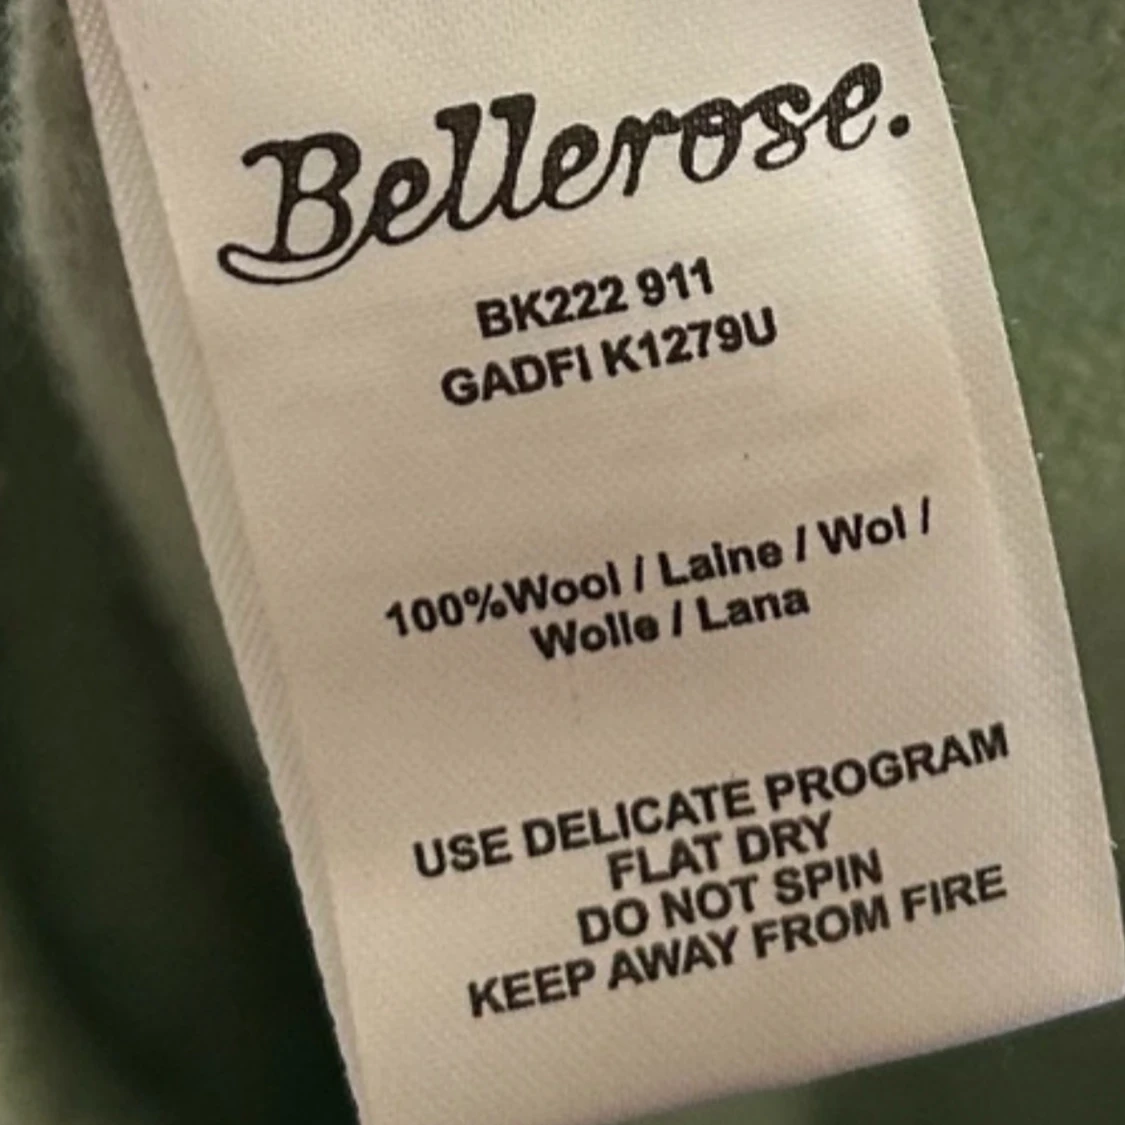 Bellerose.
BK222 911
GADFI K1279U
100%Wool / Laine / Wol /
Wolle / Lana
USE DELICATE PROGRAM
FLAT DRY
DO NOT SPIN
KEEP AWAY FROM FIRE